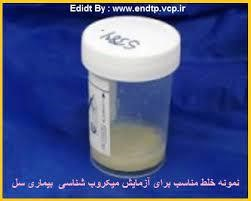 Edidt By : www.endtp.vcp.ir
نمونه خلط مناسب برای آزمایش میکروب شناسی بیماری سل